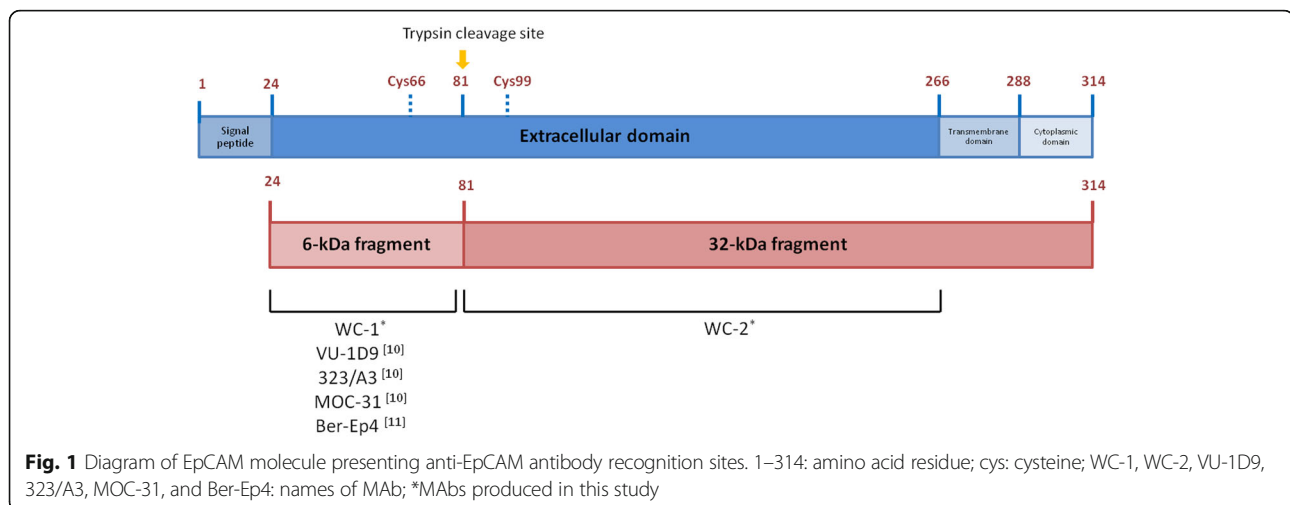 Trypsin cleavage site
1 24 Cys66 81 Cys99 266 288 314
Signal peptide Extracellular domain Transmembrane domain Cytoplasmic domain
24 81 314
6-kDa fragment 32-kDa fragment
WC-1* WC-2*
VU-1D9 [10]
323/A3 [10]
MOC-31 [10]
Ber-Ep4 [11]
Fig. 1 Diagram of EpCAM molecule presenting anti-EpCAM antibody recognition sites. 1–314: amino acid residue; cys: cysteine; WC-1, WC-2, VU-1D9,
323/A3, MOC-31, and Ber-Ep4: names of MAb; *MAbs produced in this study